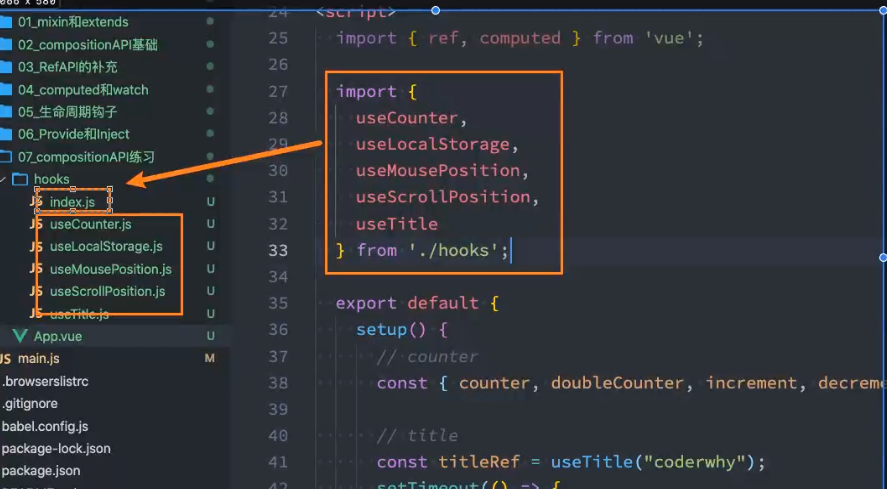 01_mixin和extends
02_compositionAPI基础
03_RefAPI的补充
04_computed和watch
05_生命周期钩子
06_Provide和Inject
07_compositionAPI练习
hooks
JS index.js
JS useCounter.js U
JS useLocalStorage.js U
JS useMousePosition.js U
JS useScrollPosition.js U
JS useTitle.js U
App.vue U
JS main.js M
.browserslistrc
.gitignore
babel.config.js
package-lock.json
package.json
24 <script>
25 import { ref, computed } from 'vue';
26
27 import {
28 useCounter,
29 useLocalStorage,
30 useMousePosition,
31 useScrollPosition,
32 useTitle
33 } from './hooks';
34
35 export default {
36 setup() {
37 // counter
38 const { counter, doubleCounter, increment, decreme
39
40 // title
41 const titleRef = useTitle("coderwhy");
42 setTimeout(() => {